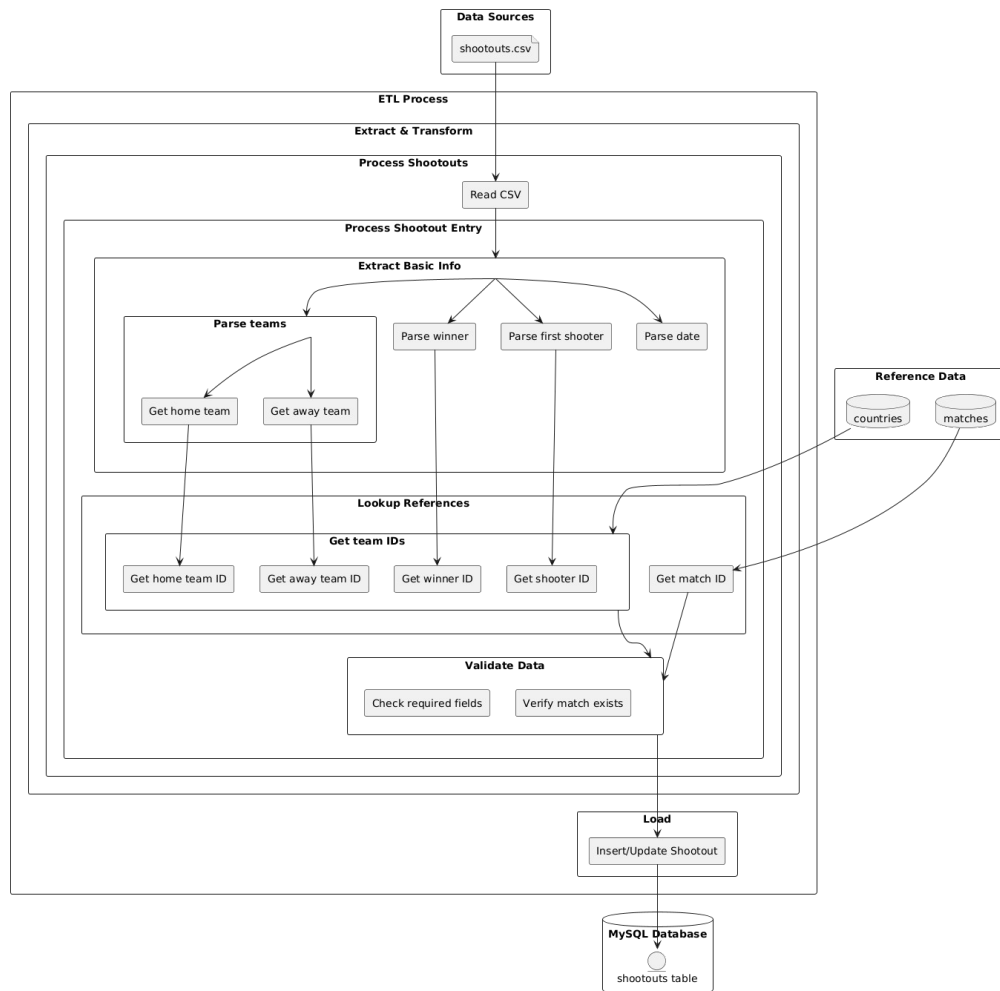 Data Sources
shootouts.csv
ETL Process
Extract & Transform
Process Shootouts
Read CSV
Process Shootout Entry
Extract Basic Info
Parse teams
Parse winner
Parse first shooter
Parse date
Get home team
Get away team
Reference Data
countries
matches
Lookup References
Get team IDs
Get home team ID
Get away team ID
Get winner ID
Get shooter ID
Get match ID
Validate Data
Check required fields
Verify match exists
Load
Insert/Update Shootout
MySQL Database
shootouts table